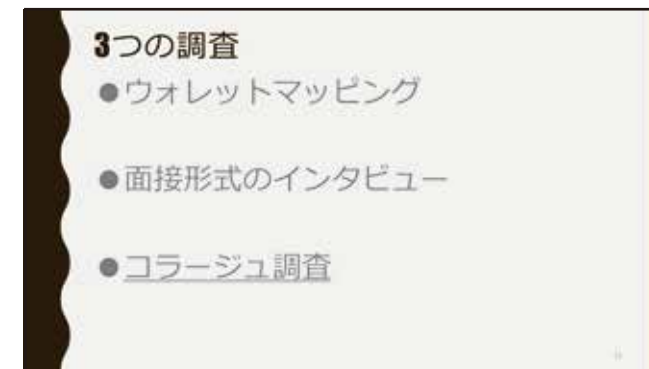 3つの調査
●ウォレットマッピング
●面接形式のインタビュー
●コラージュ調査